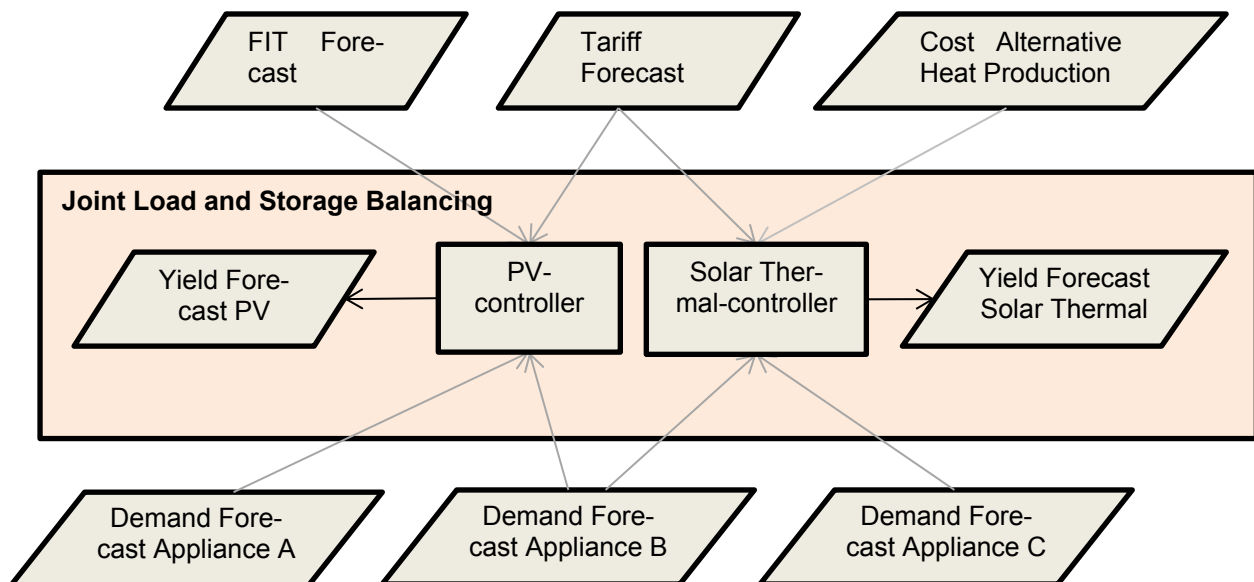 FIT Fore-
cast
Tariff
Forecast
Cost Alternative
Heat Production
Joint Load and Storage Balancing
Yield Fore-
cast PV
PV-
controller
Solar Ther-
mal-controller
Yield Forecast
Solar Thermal
Demand Fore-
cast Appliance A
Demand Fore-
cast Appliance B
Demand Fore-
cast Appliance C